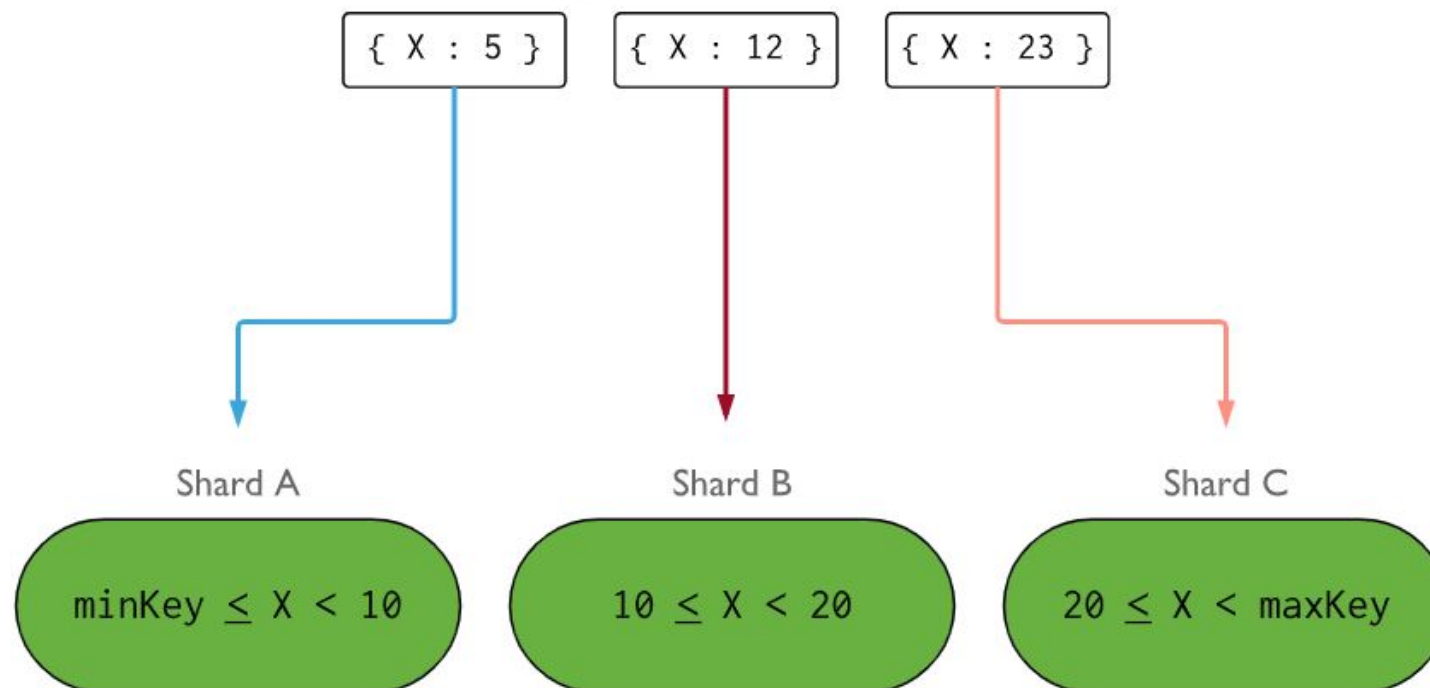 { X : 5 }
{ X : 12 }
{ X : 23 }
Shard A
Shard B
Shard C
minKey ≤ X < 10
10 ≤ X < 20
20 ≤ X < maxKey